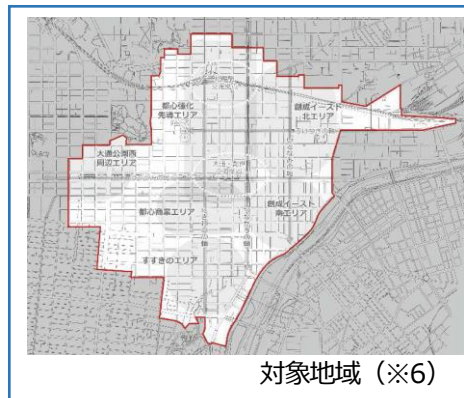 都心強化
先導エリア
創成イースト
北エリア
大通公園西
周辺エリア
都心商業エリア
創成イースト
南エリア
すすきのエリア
対象地域（※6）